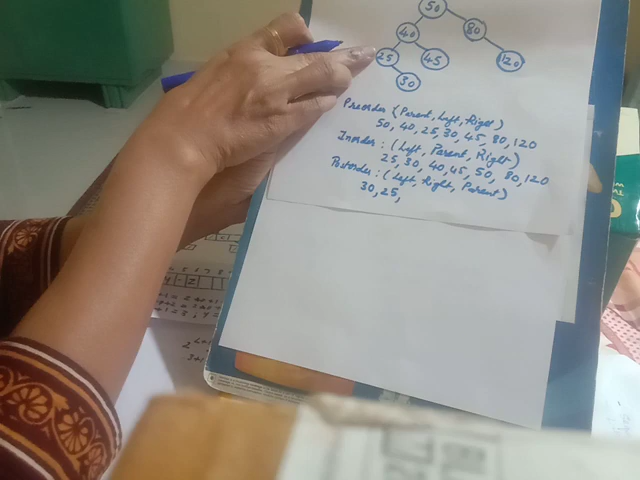 50
40 80
25 45 120
30
Preorder (Parent, Left, Right)
50, 40, 25, 30, 45, 80, 120
Inorder : (Left, Parent, Right)
25, 30, 40, 45, 50, 80, 120
Postorder : (Left, Right, Parent)
30, 25,